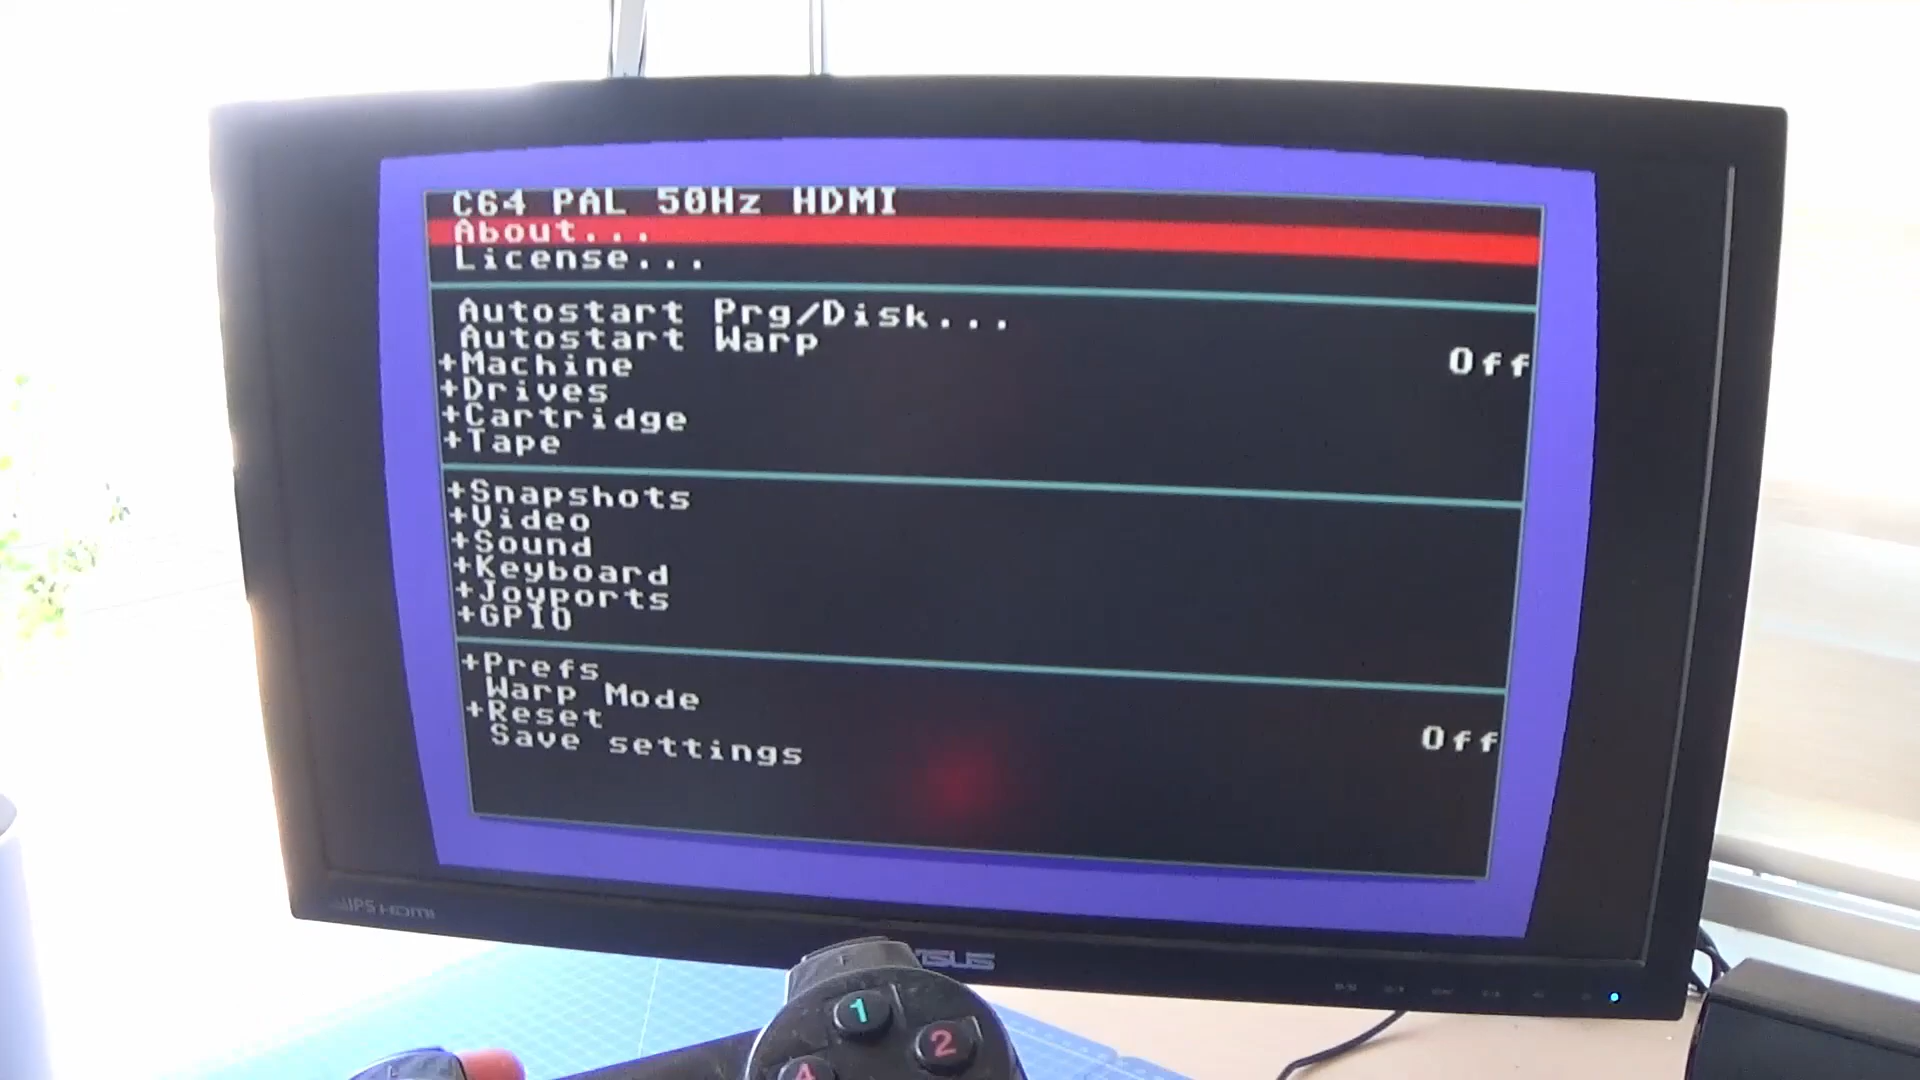 C64 PAL 50Hz HDMI
About...
License...
Autostart Prg/Disk...
Autostart Warp Off
+Machine
+Drives
+Cartridge
+Tape
+Snapshots
+Video
+Sound
+Keyboard
+Joyports
+GPIO
+Prefs
Warp Mode Off
+Reset
Save settings
IPS HDMI
ASUS
1
2
4